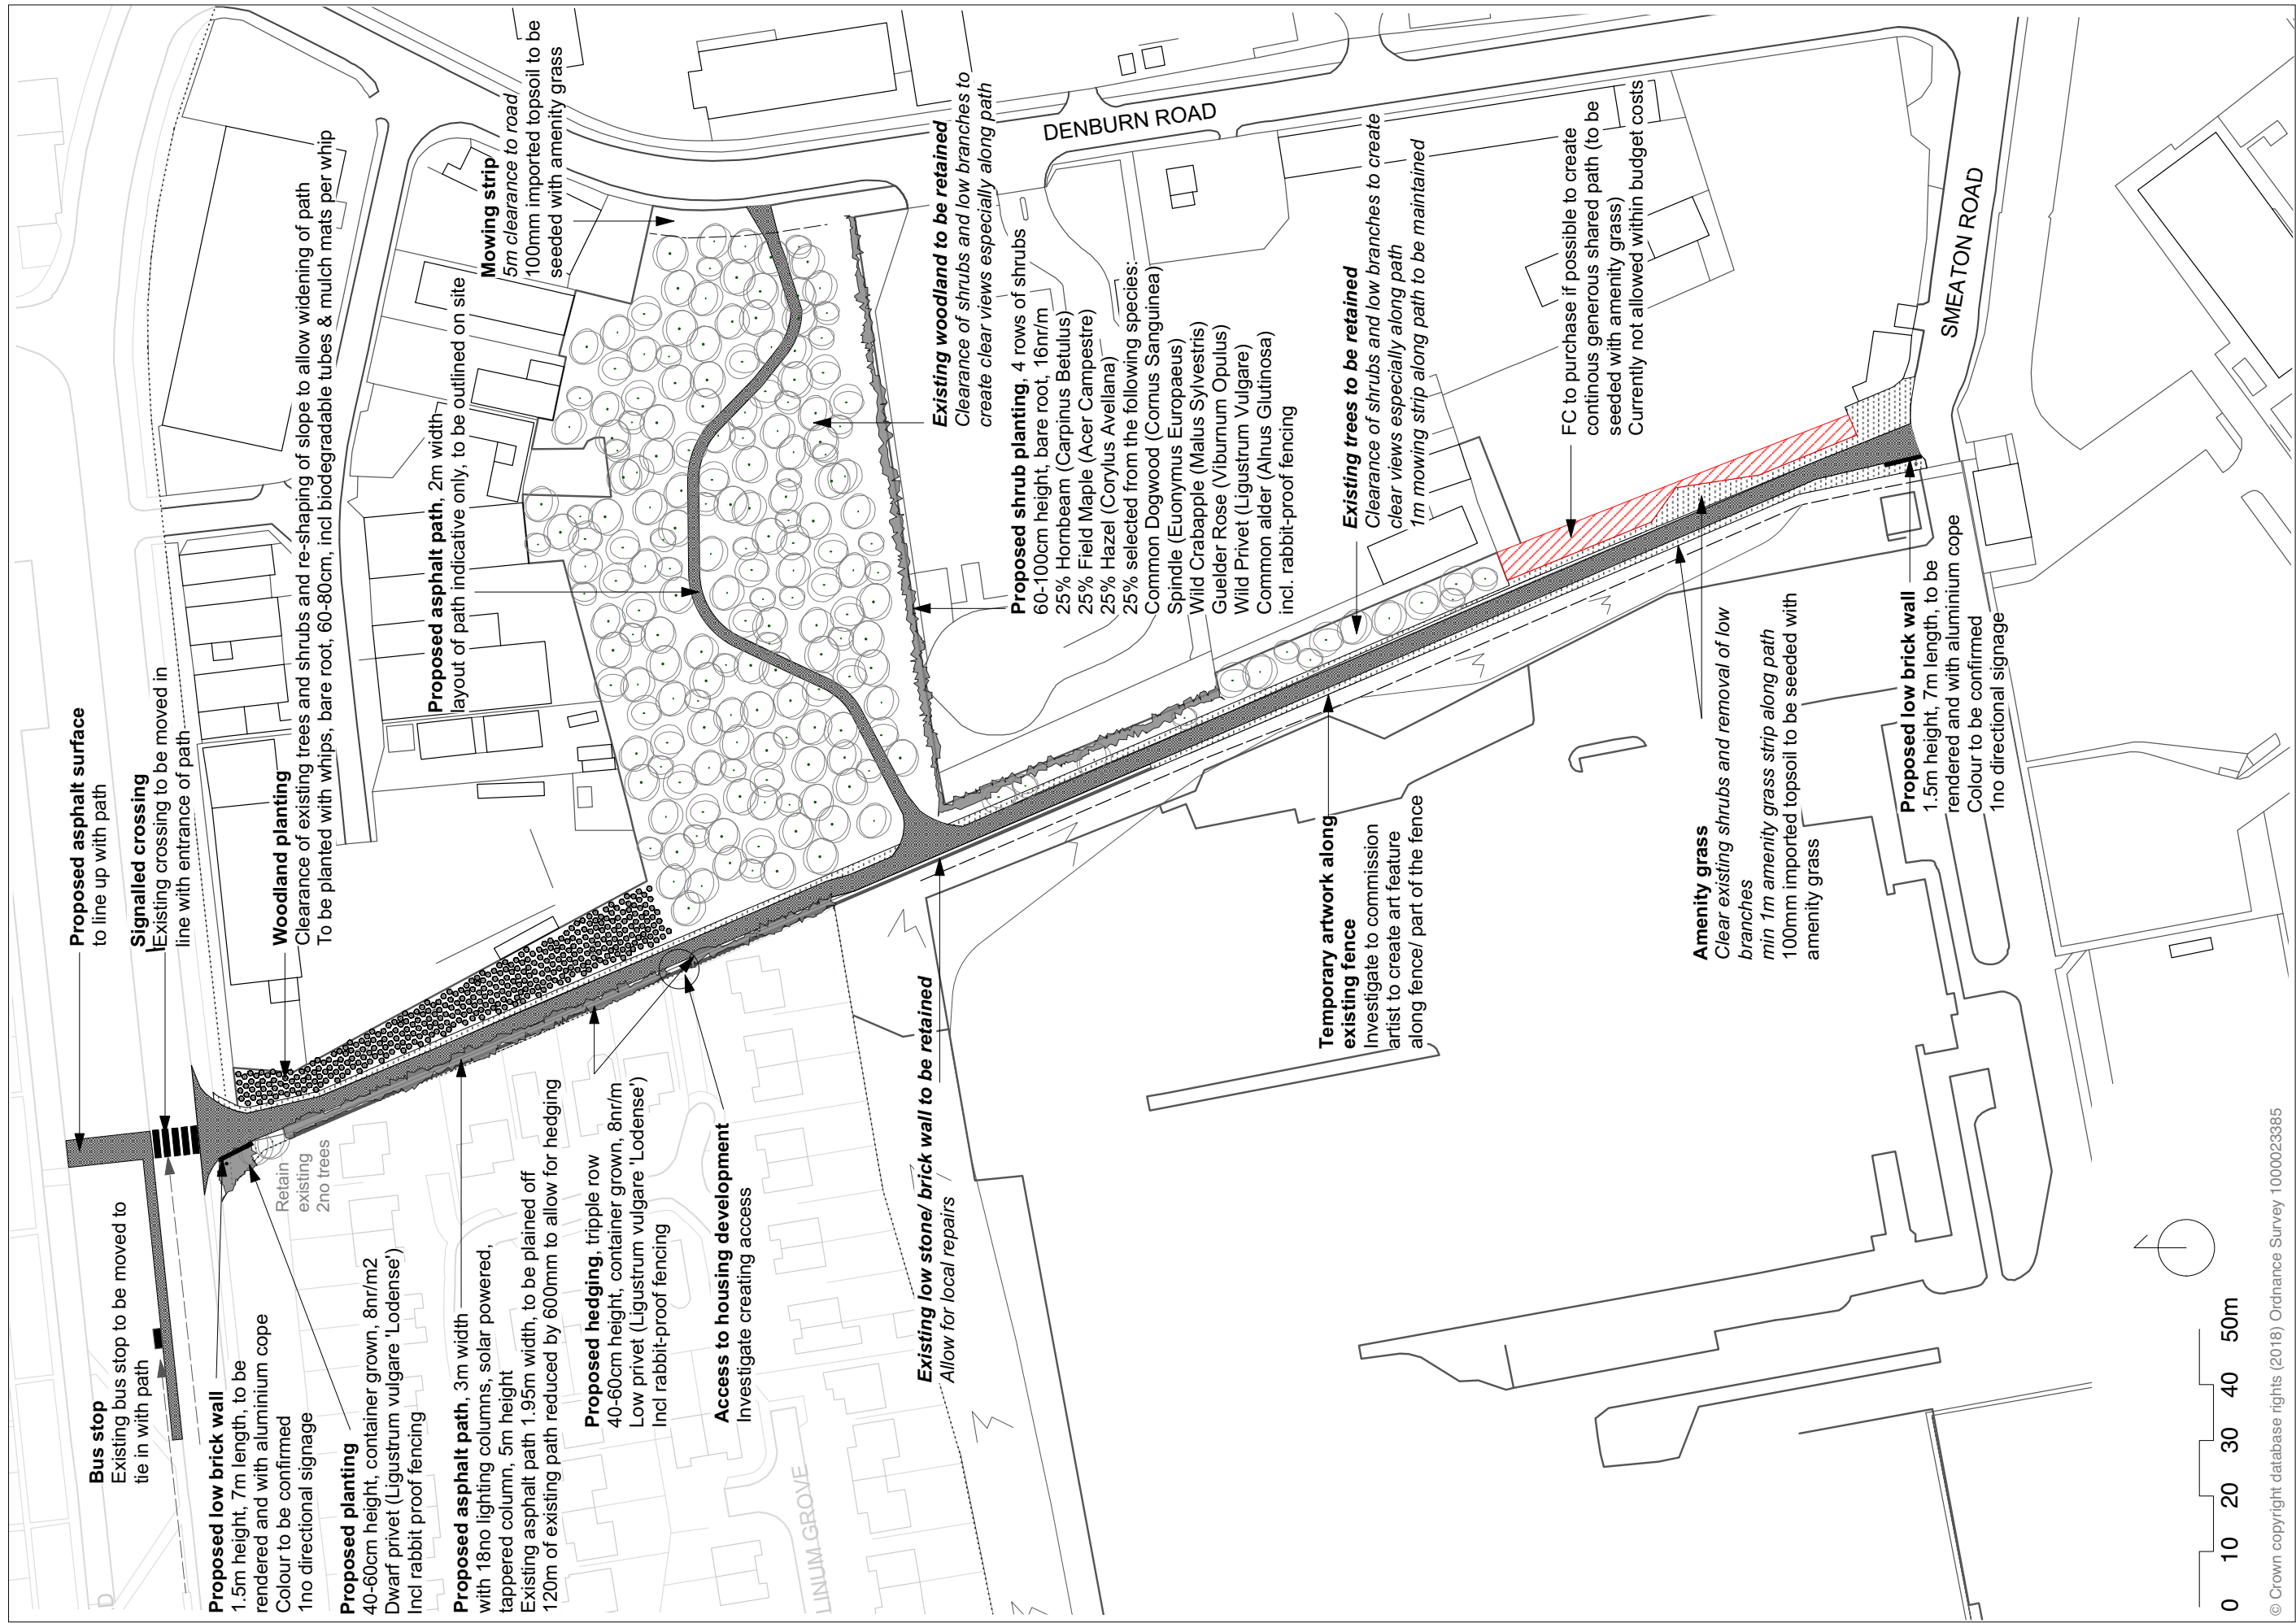 Proposed asphalt surface
to line up with path
Signalled crossing
Existing crossing to be moved in
line with entrance of path
Bus stop
Existing bus stop to be moved to
tie in with path
Woodland planting
Clearance of existing trees and shrubs and re-shaping of slope to allow widening of path
To be planted with whips, bare root, 60-80cm, incl biodegradable tubes & mulch mats per whip
Proposed low brick wall
1.5m height, 7m length, to be
rendered and with aluminium cope
Colour to be confirmed
1no directional signage
Retain
existing
2no trees
Proposed planting
40-60cm height, container grown, 8nr/m2
Dwarf privet (Ligustrum vulgare 'Lodense')
Incl rabbit proof fencing
Proposed asphalt path, 2m width
layout of path indicative only, to be outlined on site
Mowing strip
5m clearance to road
100mm imported topsoil to be
seeded with amenity grass
Proposed asphalt path, 3m width
with 18no lighting columns, solar powered,
tappered column, 5m height
Existing asphalt path 1.95m width, to be plained off
120m of existing path reduced by 600mm to allow for hedging
Proposed hedging, tripple row
40-60cm height, container grown, 8nr/m
Low privet (Ligustrum vulgare 'Lodense')
Incl rabbit-proof fencing
Access to housing development
Investigate creating access
LINUM GROVE
D
Existing low stone/ brick wall to be retained
Allow for local repairs
Existing woodland to be retained
Clearance of shrubs and low branches to
create clear views especially along path
DENBURN ROAD
Proposed shrub planting, 4 rows of shrubs
60-100cm height, bare root, 16nr/m
25% Hornbeam (Carpinus Betulus)
25% Field Maple (Acer Campestre)
25% Hazel (Corylus Avellana)
25% selected from the following species:
Common Dogwood (Cornus Sanguinea)
Spindle (Euonymus Europaeus)
Wild Crabapple (Malus Sylvestris)
Guelder Rose (Viburnum Opulus)
Wild Privet (Ligustrum Vulgare)
Common alder (Alnus Glutinosa)
incl. rabbit-proof fencing
Existing trees to be retained
Clearance of shrubs and low branches to create
clear views especially along path
1m mowing strip along path to be maintained
Temporary artwork along
existing fence
Investigate to commission
artist to create art feature
along fence/ part of the fence
FC to purchase if possible to create
continous generous shared path (to be
seeded with amenity grass)
Currently not allowed within budget costs
Amenity grass
Clear existing shrubs and removal of low
branches
min 1m amenity grass strip along path
100mm imported topsoil to be seeded with
amenity grass
Proposed low brick wall
1.5m height, 7m length, to be
rendered and with aluminium cope
Colour to be confirmed
1no directional signage
SMEATON ROAD
0 10 20 30 40 50m
© Crown copyright database rights (2018) Ordnance Survey 1000023385